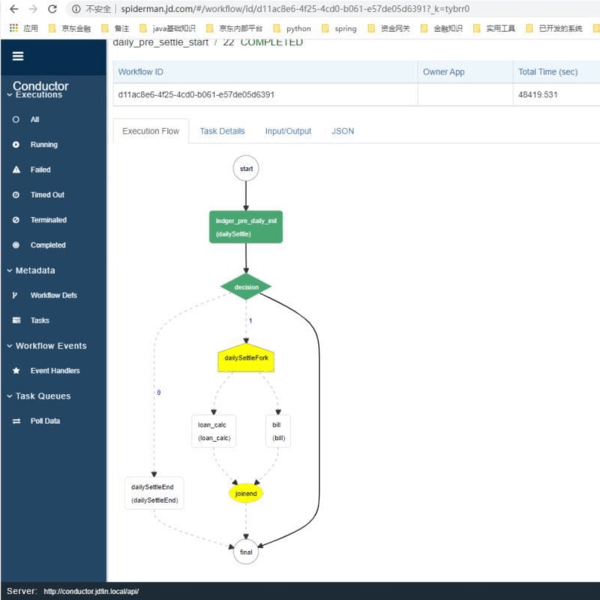 不安全 | spiderman.jd.com/#/workflow/id/d11ac8e6-4f25-4cd0-b061-e57de05d6391?_k=tybrr0
应用 京东金融 备注 java基础知识 京东内部平台 python spring 资金网关 金融知识 实用工具 已开发的系统
daily_pre_settle_start / 22 COMPLETED
Conductor
Executions
All
Running
Failed
Timed Out
Terminated
Completed
Metadata
Workflow Defs
Tasks
Workflow Events
Event Handlers
Task Queues
Poll Data
Workflow ID Owner App Total Time (sec)
d11ac8e6-4f25-4cd0-b061-e57de05d6391 48419.531
Execution Flow Task Details Input/Output JSON
start
ledger_pre_daily_init
(dailySettle)
decision
1
dailySettleFork
0
loan_calc
(loan_calc)
bill
(bill)
dailySettleEnd
(dailySettleEnd)
joinend
final
Server: http://conductor.jdfin.local/api/